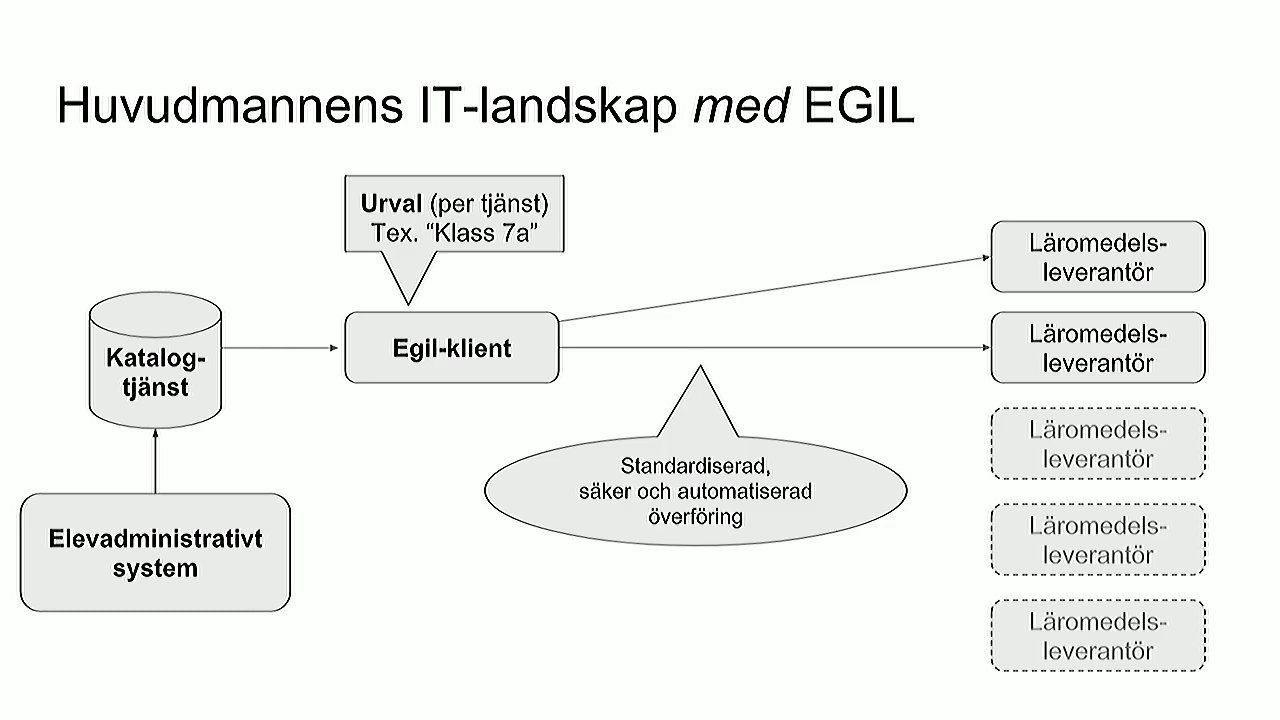 Huvudmannens IT-landskap med EGIL
Urval (per tjänst)
Tex. “Klass 7a”
Läromedels-
leverantör
Katalog-
tjänst
Egil-klient
Läromedels-
leverantör
Läromedels-
leverantör
Standardiserad,
säker och automatiserad
överföring
Elevadministrativt
system
Läromedels-
leverantör
Läromedels-
leverantör